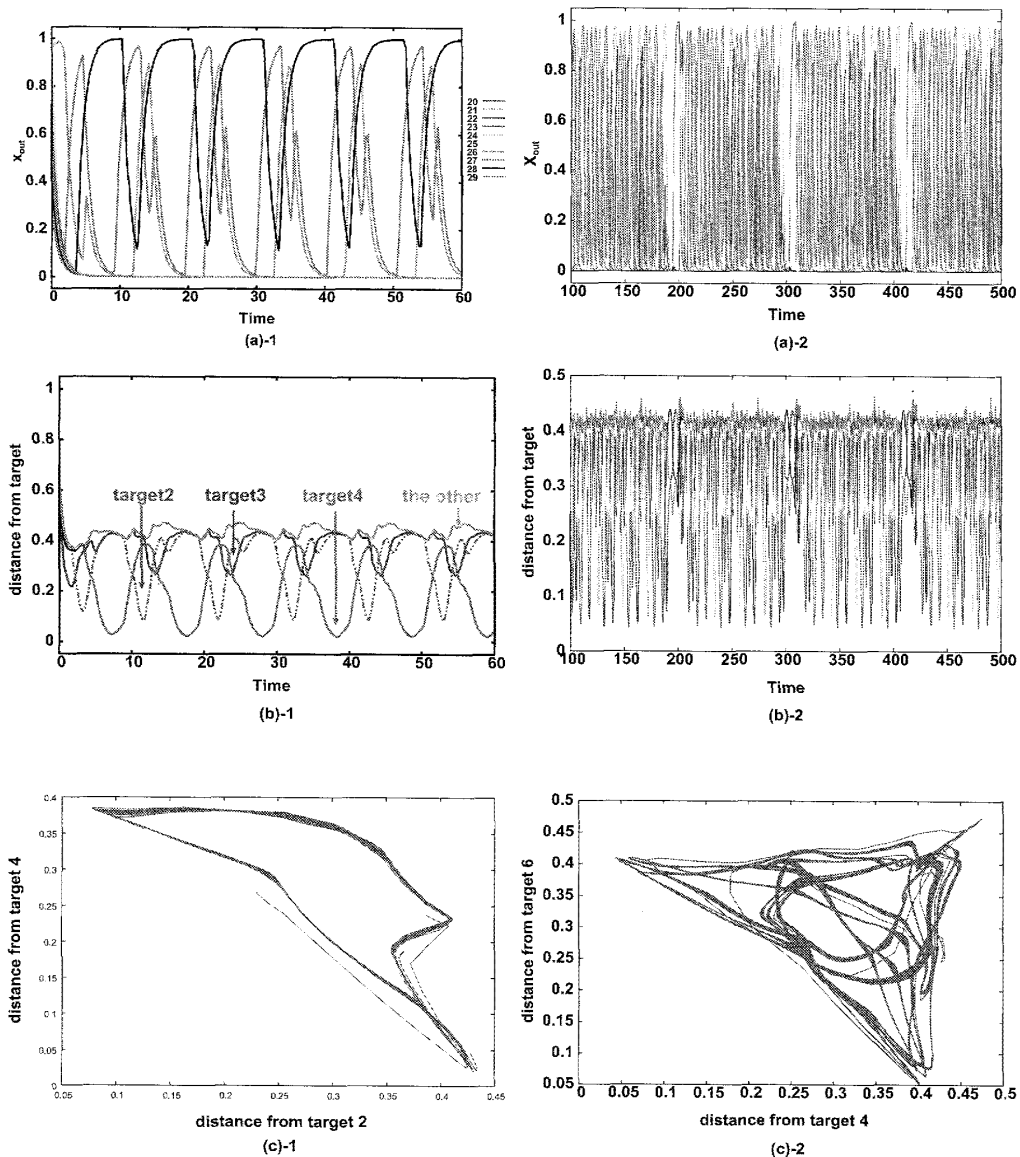 1
0.8
0.6
0.4
0.2
0
X out
20
21
22
23
24
25
26
27
28
29
0 10 20 30 40 50 60
Time
(a)-1
1
0.8
0.6
0.4
0.2
0
X out
100 150 200 250 300 350 400 450 500
Time
(a)-2
1
0.8
0.6
0.4
0.2
0
distance from target
target2 target3 target4 the other
0 10 20 30 40 50 60
Time
(b)-1
0.5
0.4
0.3
0.2
0.1
0
distance from target
100 150 200 250 300 350 400 450 500
Time
(b)-2
0.4
0.35
0.3
0.25
0.2
0.15
0.1
0.05
0
distance from target 4
0.05 0.1 0.15 0.2 0.25 0.3 0.35 0.4 0.45
distance from target 2
(c)-1
0.5
0.45
0.4
0.35
0.3
0.25
0.2
0.15
0.1
0.05
distance from target 6
0 0.05 0.1 0.15 0.2 0.25 0.3 0.35 0.4 0.45 0.5
distance from target 4
(c)-2